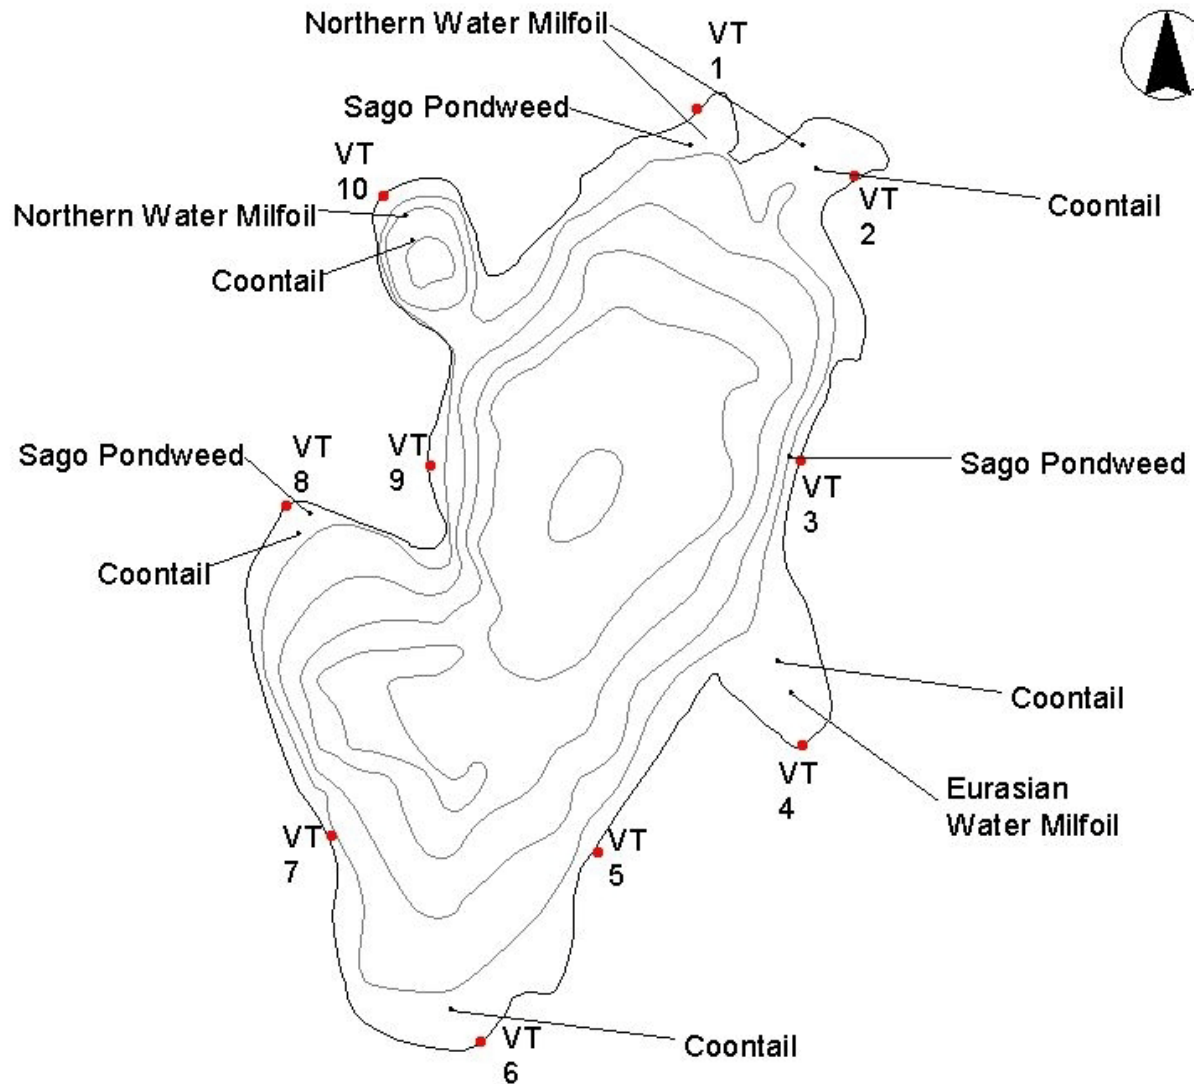 Northern Water Milfoil
VT
1
Sago Pondweed
VT
10
VT
2
Coontail
Northern Water Milfoil
Coontail
Sago Pondweed
VT
8
VT
9
Sago Pondweed
VT
3
Coontail
Coontail
VT
4
Eurasian
Water Milfoil
VT
7
VT
5
VT
6
Coontail